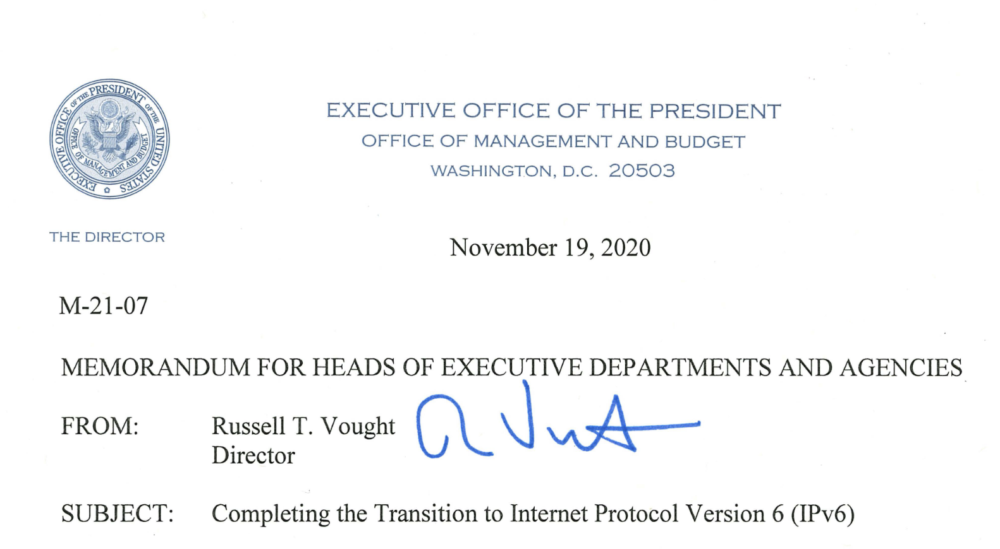 EXECUTIVE OFFICE OF THE PRESIDENT OF THE UNITED STATES
OFFICE OF MANAGEMENT AND BUDGET
EXECUTIVE OFFICE OF THE PRESIDENT
OFFICE OF MANAGEMENT AND BUDGET
WASHINGTON, D.C. 20503
THE DIRECTOR
November 19, 2020
M-21-07
MEMORANDUM FOR HEADS OF EXECUTIVE DEPARTMENTS AND AGENCIES
FROM: Russell T. Vought
Director
SUBJECT: Completing the Transition to Internet Protocol Version 6 (IPv6)